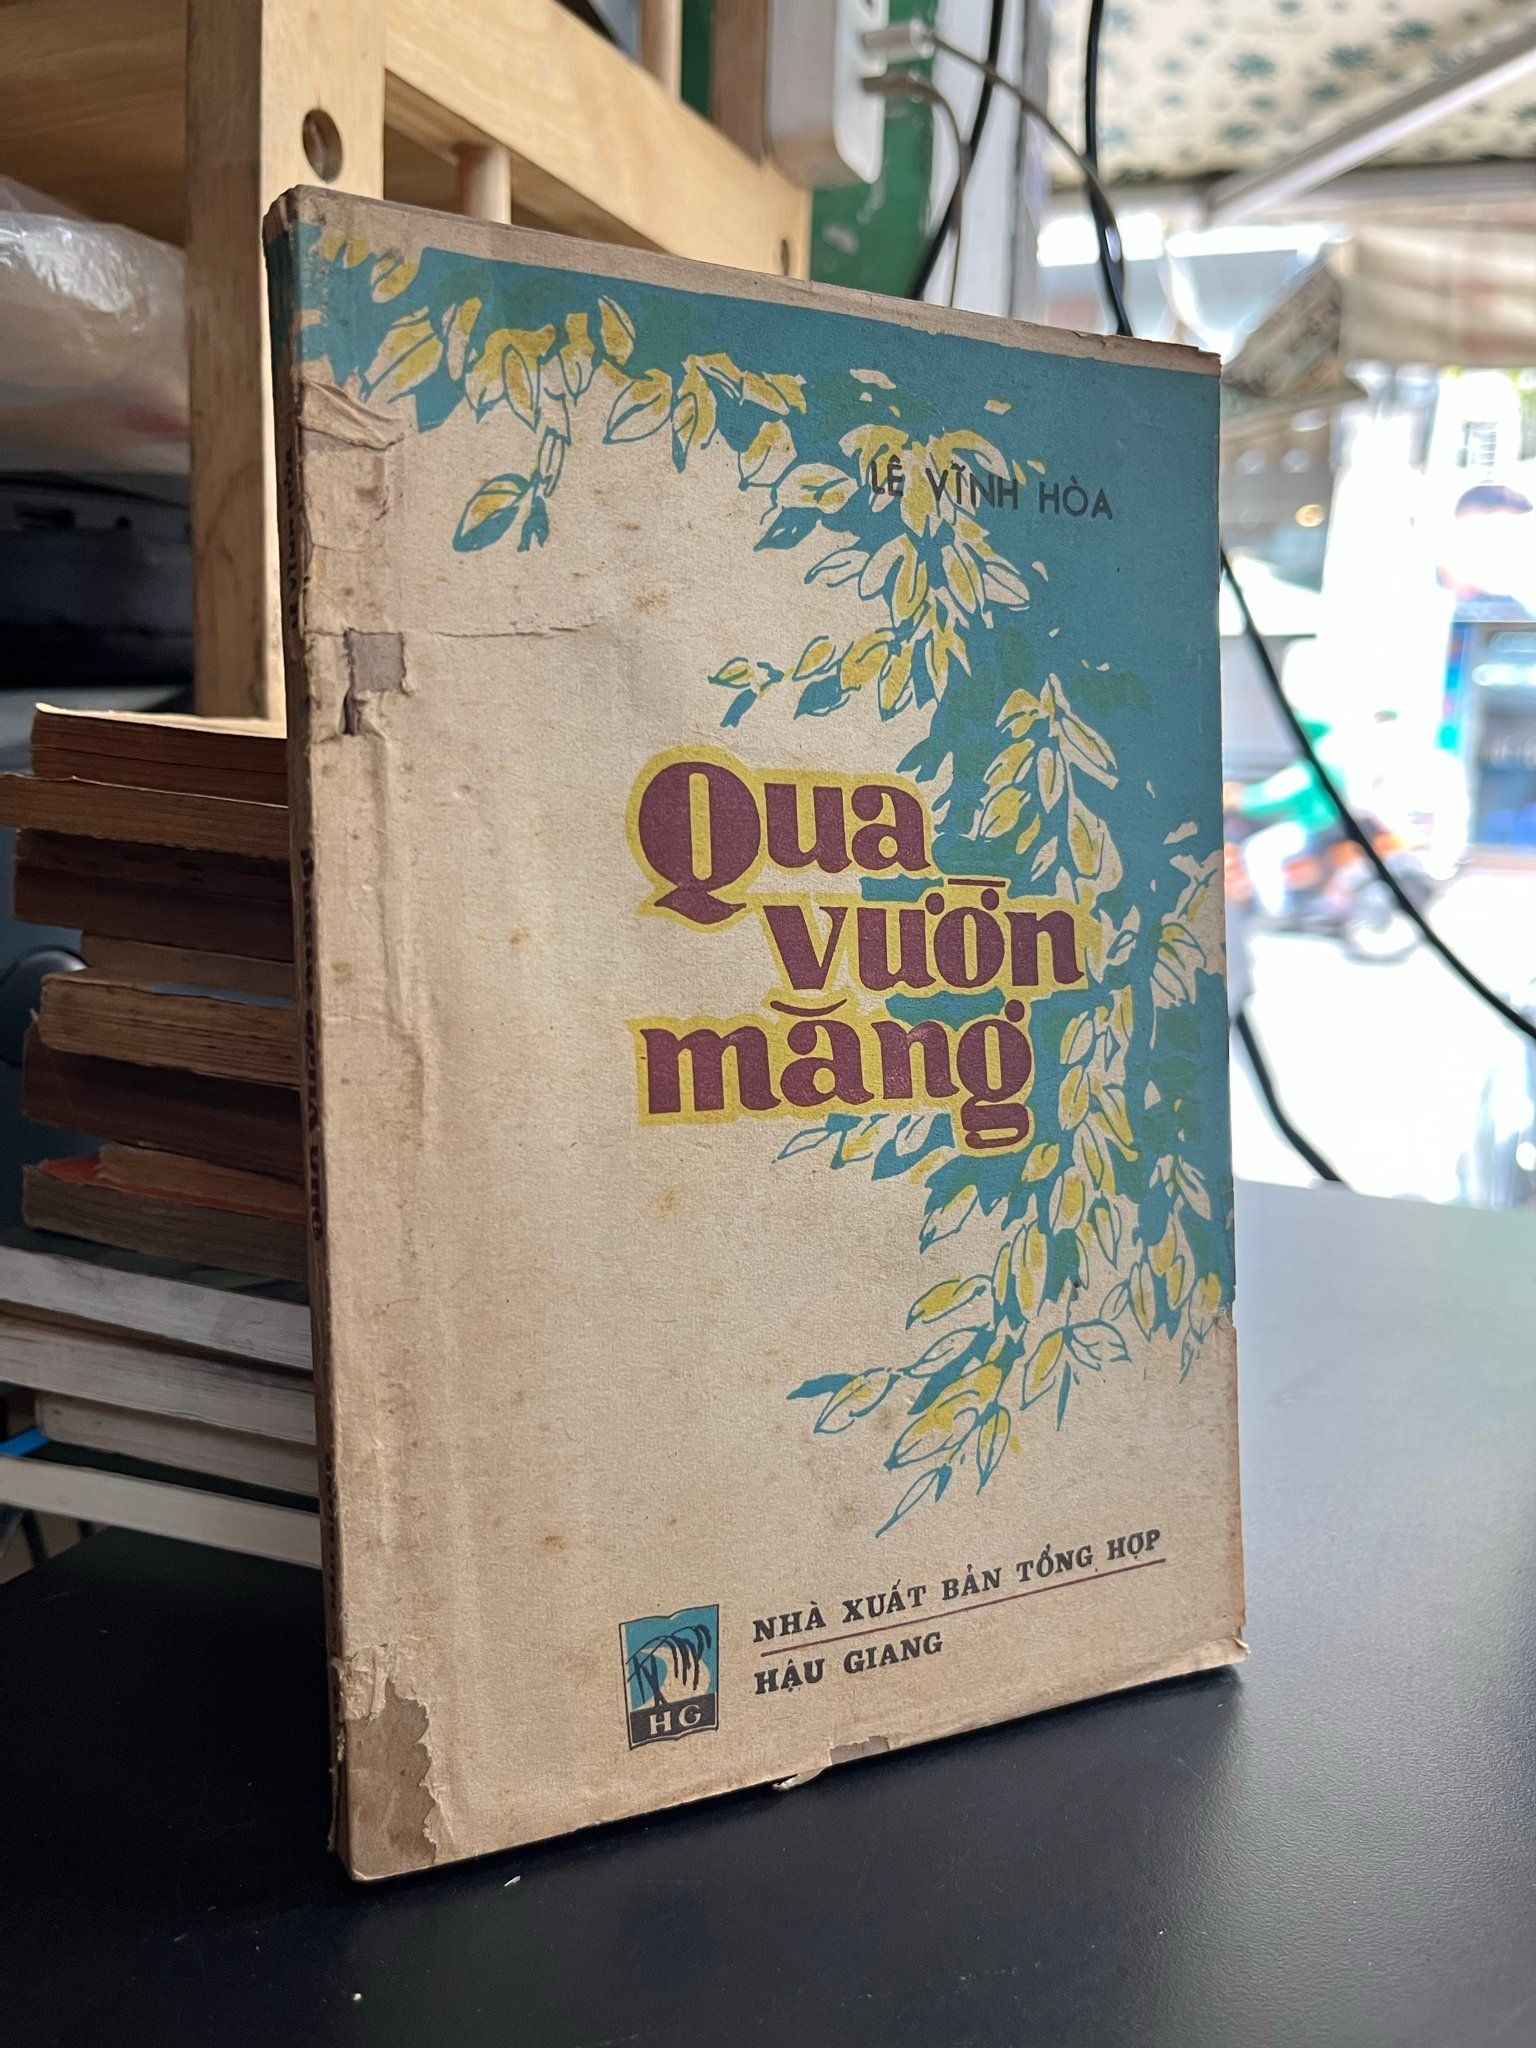 LÊ VĨNH HÒA
Qua
vườn
măng
NHÀ XUẤT BẢN TỔNG HỢP
HẬU GIANG
HG